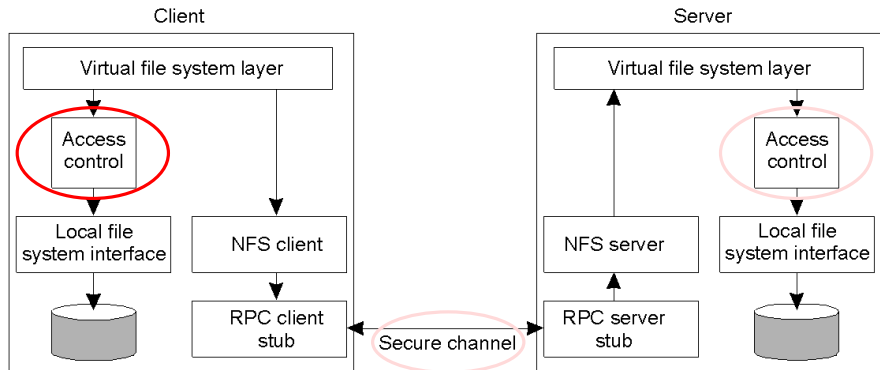 Client
Server
Virtual file system layer
Virtual file system layer
Access
control
Access
control
Local file
system interface
NFS client
NFS server
Local file
system interface
RPC client
stub
Secure channel
RPC server
stub